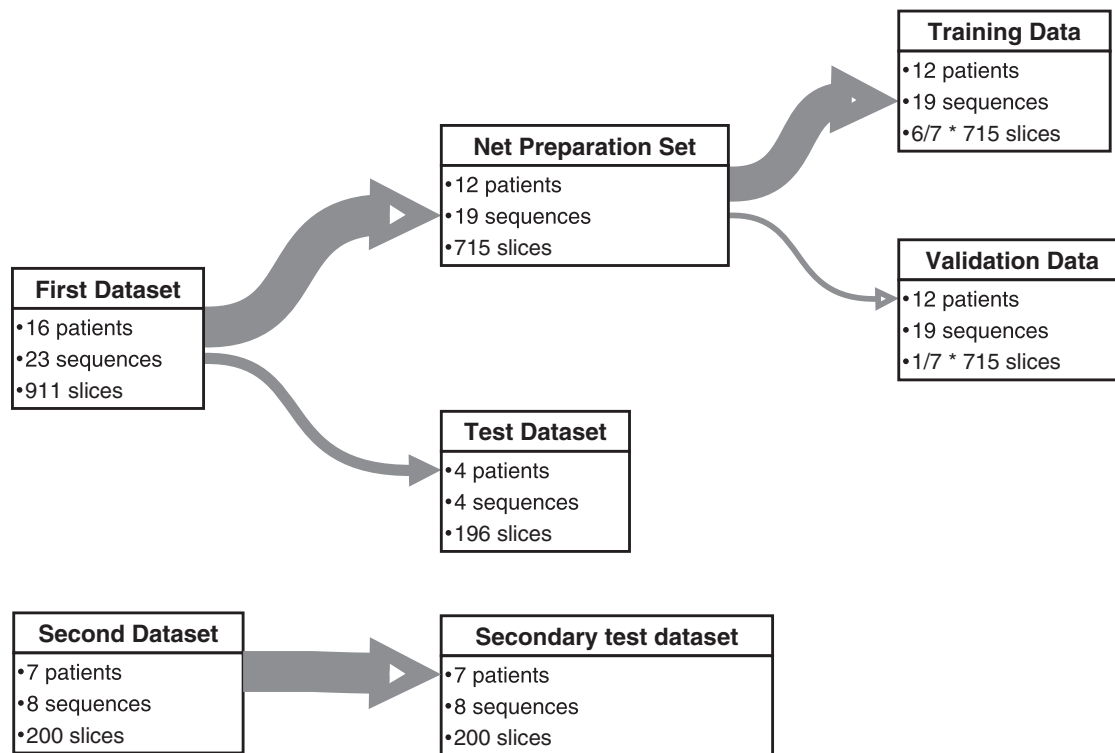 First Dataset
•16 patients
•23 sequences
•911 slices
Net Preparation Set
•12 patients
•19 sequences
•715 slices
Training Data
•12 patients
•19 sequences
•6/7 * 715 slices
Validation Data
•12 patients
•19 sequences
•1/7 * 715 slices
Test Dataset
•4 patients
•4 sequences
•196 slices
Second Dataset
•7 patients
•8 sequences
•200 slices
Secondary test dataset
•7 patients
•8 sequences
•200 slices